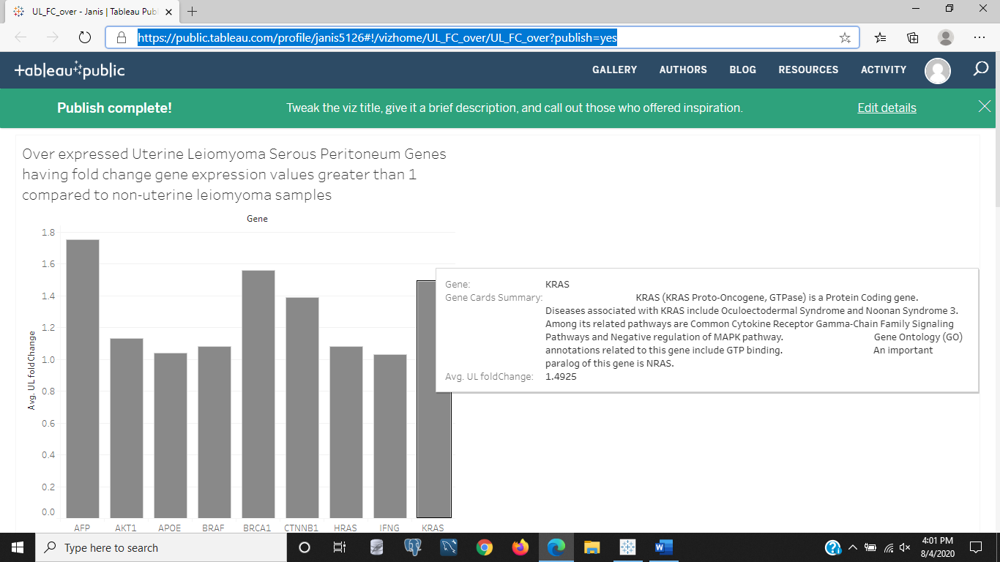 UL_FC_over - Janis | Tableau Publ
https://public.tableau.com/profile/janis5126#!/vizhome/UL_FC_over/UL_FC_over?publish=yes
tableau public
GALLERY AUTHORS BLOG RESOURCES ACTIVITY
Publish complete! Tweak the viz title, give it a brief description, and call out those who offered inspiration. Edit details
Over expressed Uterine Leiomyoma Serous Peritoneum Genes
having fold change gene expression values greater than 1
compared to non-uterine leiomyoma samples
Gene
Avg. UL foldChange
1.8
1.6
1.4
1.2
1.0
0.8
0.6
0.4
0.2
0.0
Gene: KRAS
Gene Cards Summary: KRAS (KRAS Proto-Oncogene, GTPase) is a Protein Coding gene.
Diseases associated with KRAS include Oculoectodermal Syndrome and Noonan Syndrome 3.
Among its related pathways are Common Cytokine Receptor Gamma-Chain Family Signaling
Pathways and Negative regulation of MAPK pathway. Gene Ontology (GO)
annotations related to this gene include GTP binding. An important
paralog of this gene is NRAS.
Avg. UL foldChange: 1.4925
AFP AKT1 APOE BRAF BRCA1 CTNNB1 HRAS IFNG KRAS
Type here to search
4:01 PM
8/4/2020